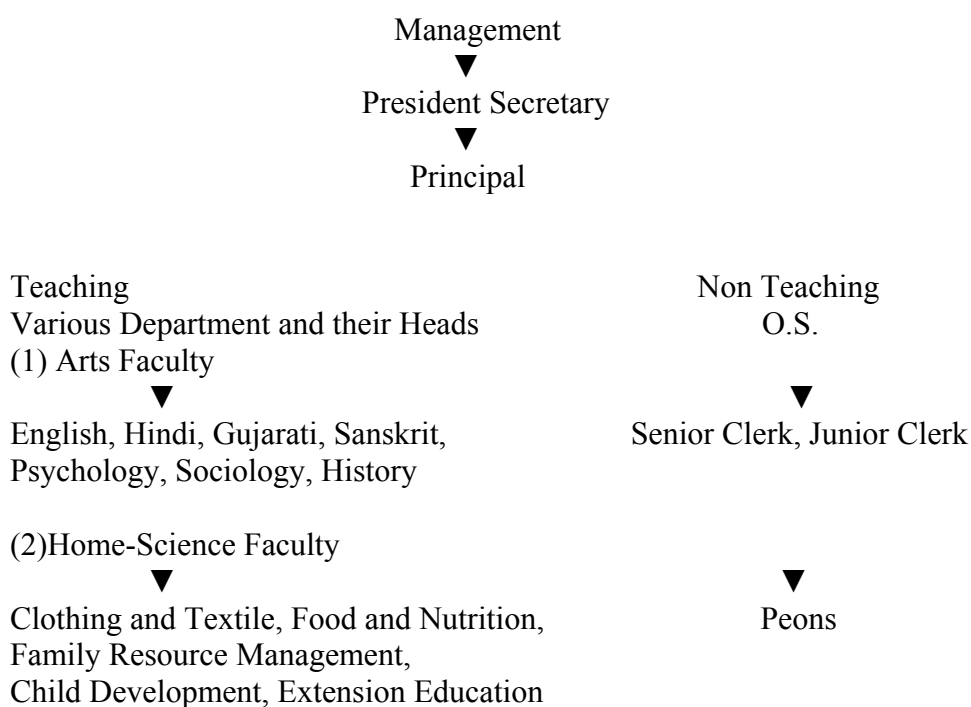 Management
▼
President Secretary
▼
Principal
Teaching
Non Teaching
Various Department and their Heads
O.S.
(1) Arts Faculty
▼
▼
English, Hindi, Gujarati, Sanskrit,
Senior Clerk, Junior Clerk
Psychology, Sociology, History
(2)Home-Science Faculty
▼
▼
Clothing and Textile, Food and Nutrition,
Peons
Family Resource Management,
Child Development, Extension Education